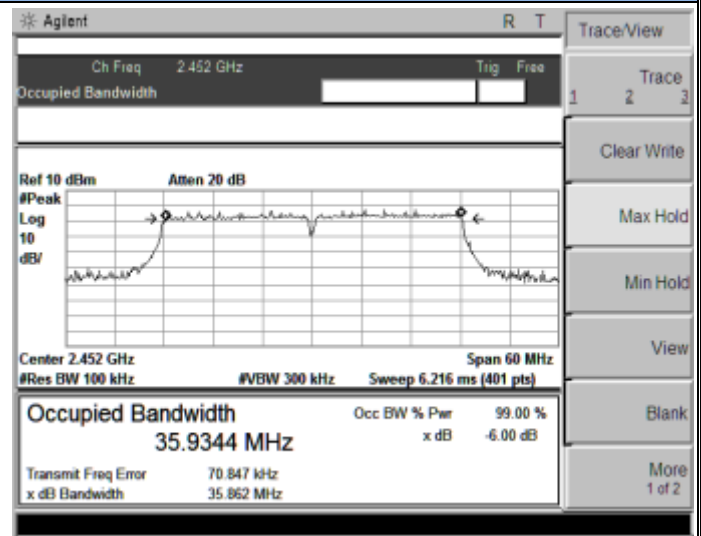 Agilent R T
Trace/View
Ch Freq 2.452 GHz Trig Free
Occupied Bandwidth
Trace
1 2 3
Clear Write
Ref 10 dBm Atten 20 dB
#Peak
Log
10
dB/
Max Hold
Min Hold
Center 2.452 GHz Span 60 MHz
#Res BW 100 kHz #VBW 300 kHz Sweep 6.216 ms (401 pts)
View
Occupied Bandwidth Occ BW % Pwr 99.00 %
35.9344 MHz x dB -6.00 dB
Blank
Transmit Freq Error 70.847 kHz
x dB Bandwidth 35.862 MHz
More
1 of 2